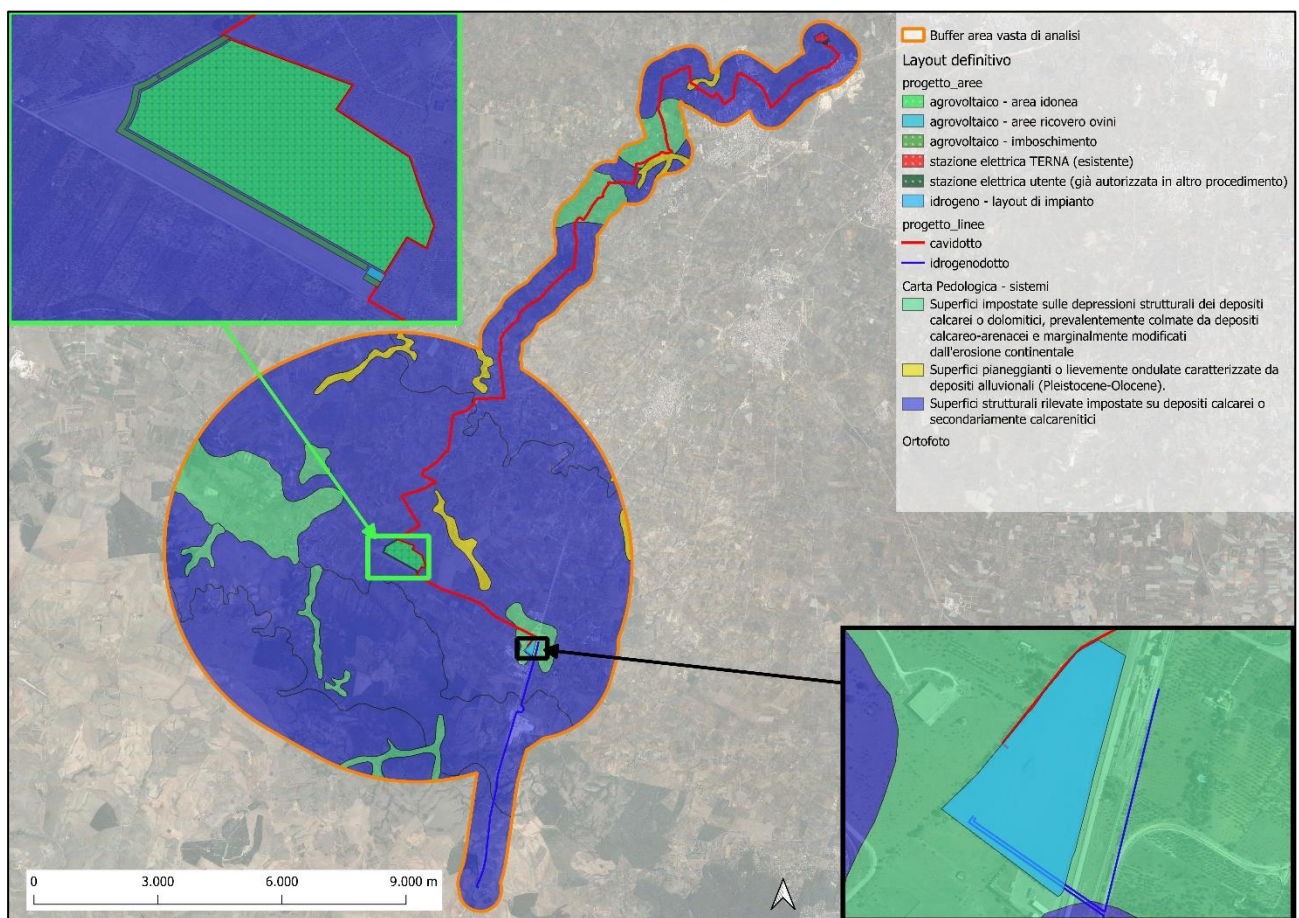 Buffer area vasta di analisi
Layout definitivo
progetto_aree
agrovoltaico - area idonea
agrovoltaico - aree ricovero ovini
agrovoltaico - imboschimento
stazione elettrica TERNA (esistente)
stazione elettrica utente (già autorizzata in altro procedimento)
idrogeno - layout di impianto
progetto_linee
cavidotto
idrogenodotto
Carta Pedologica - sistemi
Superfici impostate sulle depressioni strutturali dei depositi
calcarei o dolomitici, prevalentemente colmate da depositi
calcareo-arenacei e marginalmente modificati
dall'erosione continentale
Superfici pianeggianti o lievemente ondulate caratterizzate da
depositi alluvionali (Pleistocene-Olocene).
Superfici strutturali rilevate impostate su depositi calcarei o
secondariamente calcarenitici
Ortofoto
0 3.000 6.000 9.000 m